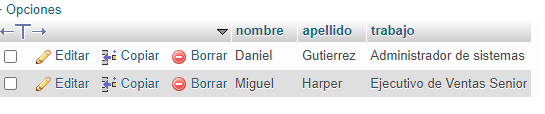 + Opciones
←T→ nombre apellido trabajo
Editar Copiar Borrar Daniel Gutierrez Administrador de sistemas
Editar Copiar Borrar Miguel Harper Ejecutivo de Ventas Senior